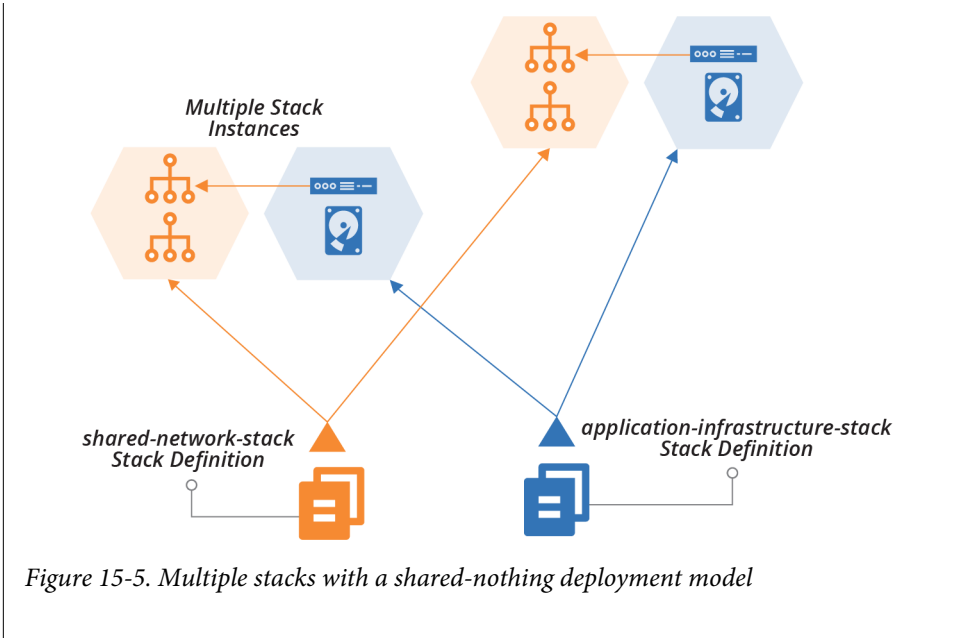 Multiple Stack
Instances
shared-network-stack
Stack Definition
application-infrastructure-stack
Stack Definition
Figure 15-5. Multiple stacks with a shared-nothing deployment model